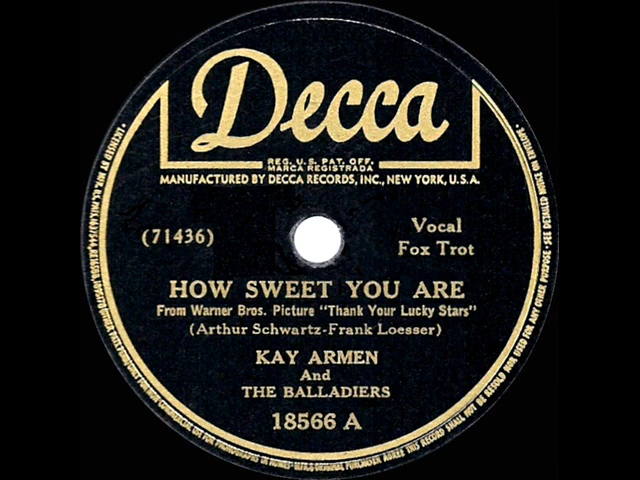 Decca
REG. U.S. PAT. OFF.
MARCA REGISTRADA
MANUFACTURED BY DECCA RECORDS, INC., NEW YORK, U.S.A.
(71436)
Vocal
Fox Trot
HOW SWEET YOU ARE
From Warner Bros. Picture "Thank Your Lucky Stars"
(Arthur Schwartz-Frank Loesser)
KAY ARMEN
And
THE BALLADIERS
18566 A